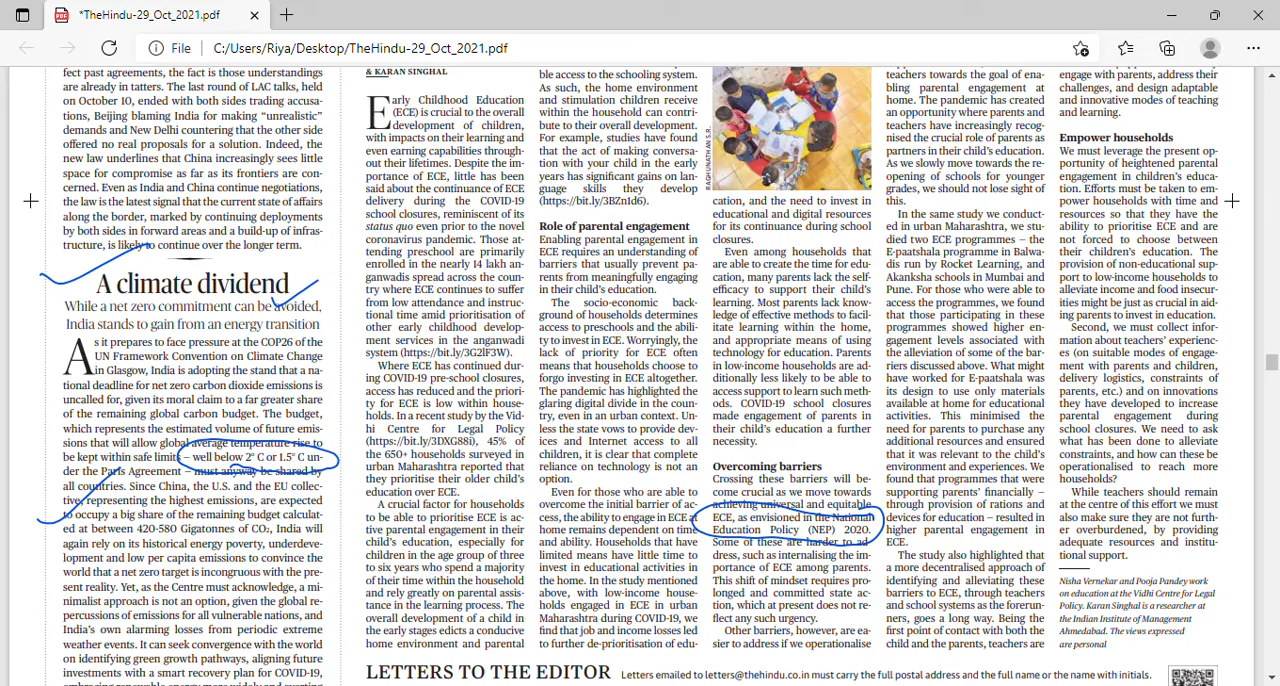 *TheHindu-29_Oct_2021.pdf
File
C:/Users/Riya/Desktop/TheHindu-29_Oct_2021.pdf
fect past agreements, the fact is those understandings
are already in tatters. The last round of LAC talks, held
on October 10, ended with both sides trading accusa-
tions, Beijing blaming India for making “unrealistic”
demands and New Delhi countering that the other side
offered no real proposals for a solution. Indeed, the
new law underlines that China increasingly sees little
space for compromise as far as its frontiers are con-
cerned. Even as India and China continue negotiations,
the law is the latest signal that the current state of affairs
along the border, marked by continuing deployments
by both sides in forward areas and a build-up of infras-
tructure, is likely to continue over the longer term.
A climate dividend
While a net zero commitment can be avoided,
India stands to gain from an energy transition
As it prepares to face pressure at the COP26 of the
UN Framework Convention on Climate Change
in Glasgow, India is adopting the stand that a na-
tional deadline for net zero carbon dioxide emissions is
uncalled for, given its moral claim to a far greater share
of the remaining global carbon budget. The budget,
which represents the estimated volume of future emis-
sions that will allow global average temperature rise to
be kept within safe limits – well below 2° C or 1.5° C un-
der the Paris Agreement – must anyway be shared by
all countries. Since China, the U.S. and the EU collec-
tive, representing the highest emissions, are expected
to occupy a big share of the remaining budget calculat-
ed at between 420-580 Gigatonnes of CO₂, India will
again rely on its historical energy poverty, underdeve-
lopment and low per capita emissions to convince the
world that a net zero target is incongruous with the pre-
sent reality. Yet, as the Centre must acknowledge, a mi-
nimalist approach is not an option, given the global re-
percussions of emissions for all vulnerable nations, and
India’s own alarming losses from periodic extreme
weather events. It can seek convergence with the world
on identifying green growth pathways, aligning future
investments with a smart recovery plan for COVID-19,
& KARAN SINGHAL
Early Childhood Education
(ECE) is crucial to the overall
development of children,
with impacts on their learning and
even earning capabilities through-
out their lifetimes. Despite the im-
portance of ECE, little has been
said about the continuance of ECE
delivery during the COVID-19
school closures, reminiscent of its
status quo even prior to the novel
coronavirus pandemic. Those at-
tending preschool are primarily
enrolled in the nearly 14 lakh an-
ganwadis spread across the coun-
try where ECE continues to suffer
from low attendance and instruc-
tional time amid prioritisation of
other early childhood develop-
ment services in the anganwadi
system (https://bit.ly/3G2lF3W).
Where ECE has continued dur-
ing COVID-19 pre-school closures,
access has reduced and the priori-
ty for ECE is low within house-
holds. In a recent study by the Vid-
hi Centre for Legal Policy
(https://bit.ly/3DXG88i), 45% of
the 650+ households surveyed in
urban Maharashtra reported that
they prioritise their older child’s
education over ECE.
A crucial factor for households
to be able to prioritise ECE is ac-
tive parental engagement in their
child’s education, especially for
children in the age group of three
to six years who spend a majority
of their time within the household
and rely greatly on parental assis-
tance in the learning process. The
overall development of a child in
the early stages edicts a conducive
home environment and parental
ble access to the schooling system.
As such, the home environment
and stimulation children receive
within the household can contri-
bute to their overall development.
For example, studies have found
that the act of making conversa-
tion with your child in the early
years has significant gains on lan-
guage skills they develop
(https://bit.ly/3BZn1d6).
Role of parental engagement
Enabling parental engagement in
ECE requires an understanding of
barriers that usually prevent pa-
rents from meaningfully engaging
in their child’s education.
The socio-economic back-
ground of households determines
access to preschools and the abili-
ty to invest in ECE. Worryingly, the
lack of priority for ECE often
means that households choose to
forgo investing in ECE altogether.
The pandemic has highlighted the
glaring digital divide in the coun-
try, even in an urban context. Un-
less the state vows to provide de-
vices and Internet access to all
children, it is clear that complete
reliance on technology is not an
option.
Even for those who are able to
overcome the initial barrier of ac-
cess, the ability to engage in ECE at
home remains dependent on time
and ability. Households that have
limited means have little time to
invest in educational activities in
the home. In the study mentioned
above, with low-income house-
holds engaged in ECE in urban
Maharashtra during COVID-19, we
find that job and income losses led
to further de-prioritisation of edu-
RAGHUNATHAN S.R.
cation, and the need to invest in
educational and digital resources
for its continuance during school
closures.
Even among households that
are able to create the time for edu-
cation, many parents lack the self-
efficacy to support their child’s
learning. Most parents lack know-
ledge of effective methods to facil-
itate learning within the home,
and appropriate means of using
technology for education. Parents
in low-income households are ad-
ditionally less likely to be able to
access support to learn such meth-
ods. COVID-19 school closures
made engagement of parents in
their child’s education a further
necessity.
Overcoming barriers
Crossing these barriers will be-
come crucial as we move towards
achieving universal and equitable
ECE, as envisioned in the National
Education Policy (NEP) 2020.
Some of these are harder to ad-
dress, such as internalising the im-
portance of ECE among parents.
This shift of mindset requires pro-
longed and committed state ac-
tion, which at present does not re-
flect any such urgency.
Other barriers, however, are ea-
sier to address if we operationalise
teachers towards the goal of ena-
bling parental engagement at
home. The pandemic has created
an opportunity where parents and
teachers have increasingly recog-
nised the crucial role of parents as
partners in their child’s education.
As we slowly move towards the re-
opening of schools for younger
grades, we should not lose sight of
this.
In the same study we conduct-
ed in urban Maharashtra, we stu-
died two ECE programmes – the
E-paatshala programme in Balwa-
dis run by Rocket Learning, and
Akanksha schools in Mumbai and
Pune. For those who were able to
access the programmes, we found
that those participating in these
programmes showed higher en-
gagement levels associated with
the alleviation of some of the bar-
riers discussed above. What might
have worked for E-paatshala was
its design to use only materials
available at home for educational
activities. This minimised the
need for parents to purchase any
additional resources and ensured
that it was relevant to the child’s
environment and experiences. We
found that programmes that were
supporting parents’ financially –
through provision of rations and
devices for education – resulted in
higher parental engagement in
ECE.
The study also highlighted that
a more decentralised approach of
identifying and alleviating these
barriers to ECE, through teachers
and school systems as the forerun-
ners, goes a long way. Being the
first point of contact with both the
child and the parent, teachers are
engage with parents, address their
challenges, and design adaptable
and innovative modes of teaching
and learning.
Empower households
We must leverage the present op-
portunity of heightened parental
engagement in children’s educa-
tion. Efforts must be taken to em-
power households with time and
resources so that they have the
ability to prioritise ECE and are
not forced to choose between
their children’s education. The
provision of non-educational sup-
port to low-income households to
alleviate income and food insecur-
ities might be just as crucial in aid-
ing parents to invest in education.
Second, we must collect infor-
mation about teachers’ experienc-
es (on suitable modes of engage-
ment with parents and children,
delivery logistics, constraints of
parents, etc.) and on innovations
they have developed to increase
parental engagement during
school closures. We need to ask
what has been done to alleviate
constraints, and how can these be
operationalised to reach more
households?
While teachers should remain
at the centre of this effort we must
also make sure they are not furth-
er overburdened, by providing
adequate resources and institu-
tional support.
Nisha Vernekar and Pooja Pandey work
on education at the Vidhi Centre for Legal
Policy. Karan Singhal is a researcher at
the Indian Institute of Management
Ahmedabad. The views expressed
are personal
LETTERS TO THE EDITOR Letters emailed to letters@thehindu.co.in must carry the full postal address and the full name or the name with initials.